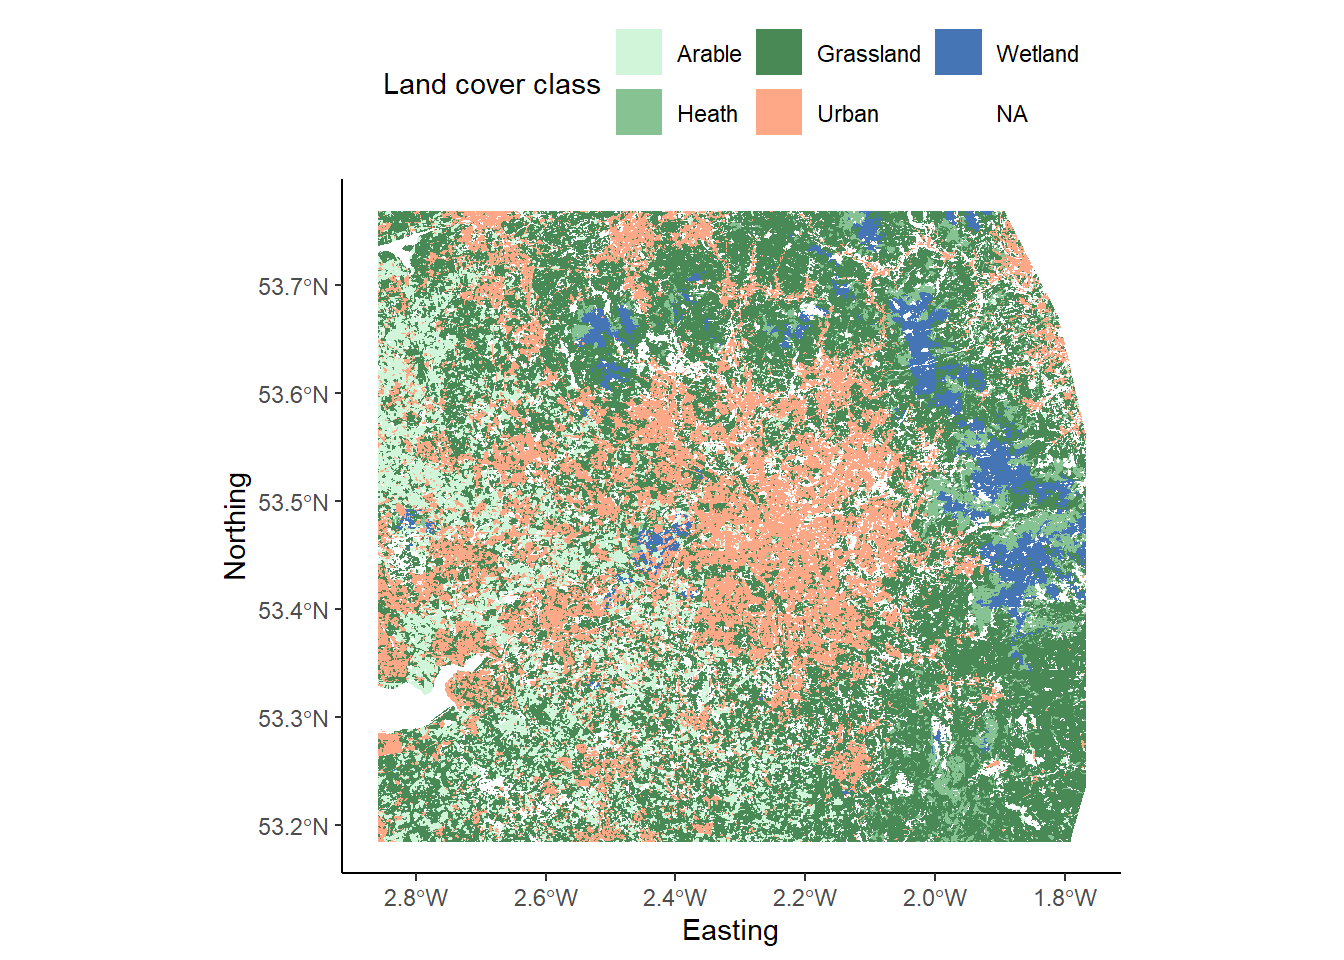 Land cover class
Arable
Grassland
Wetland
Heath
Urban
NA
Northing
53.7°N
53.6°N
53.5°N
53.4°N
53.3°N
53.2°N
2.8°W
2.6°W
2.4°W
2.2°W
2.0°W
1.8°W
Easting